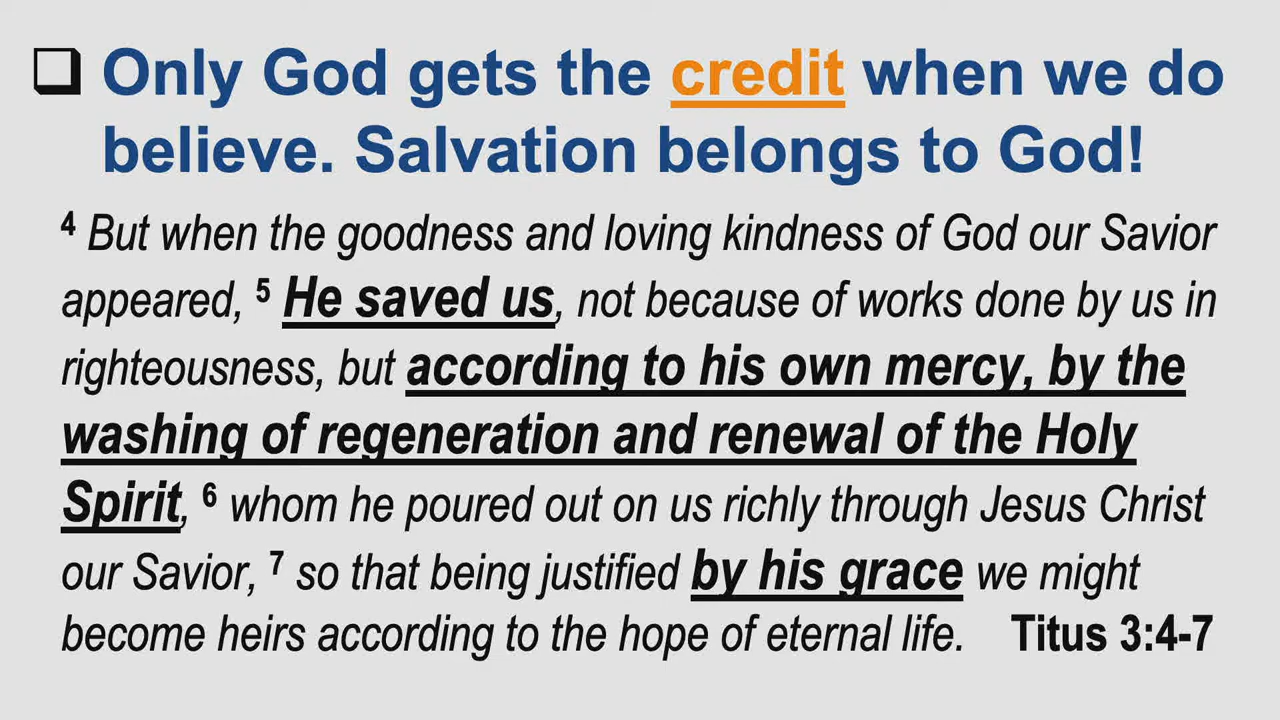 ❑ Only God gets the credit when we do
believe. Salvation belongs to God!
⁴ But when the goodness and loving kindness of God our Savior
appeared, ⁵ He saved us, not because of works done by us in
righteousness, but according to his own mercy, by the
washing of regeneration and renewal of the Holy
Spirit, ⁶ whom he poured out on us richly through Jesus Christ
our Savior, ⁷ so that being justified by his grace we might
become heirs according to the hope of eternal life. Titus 3:4-7